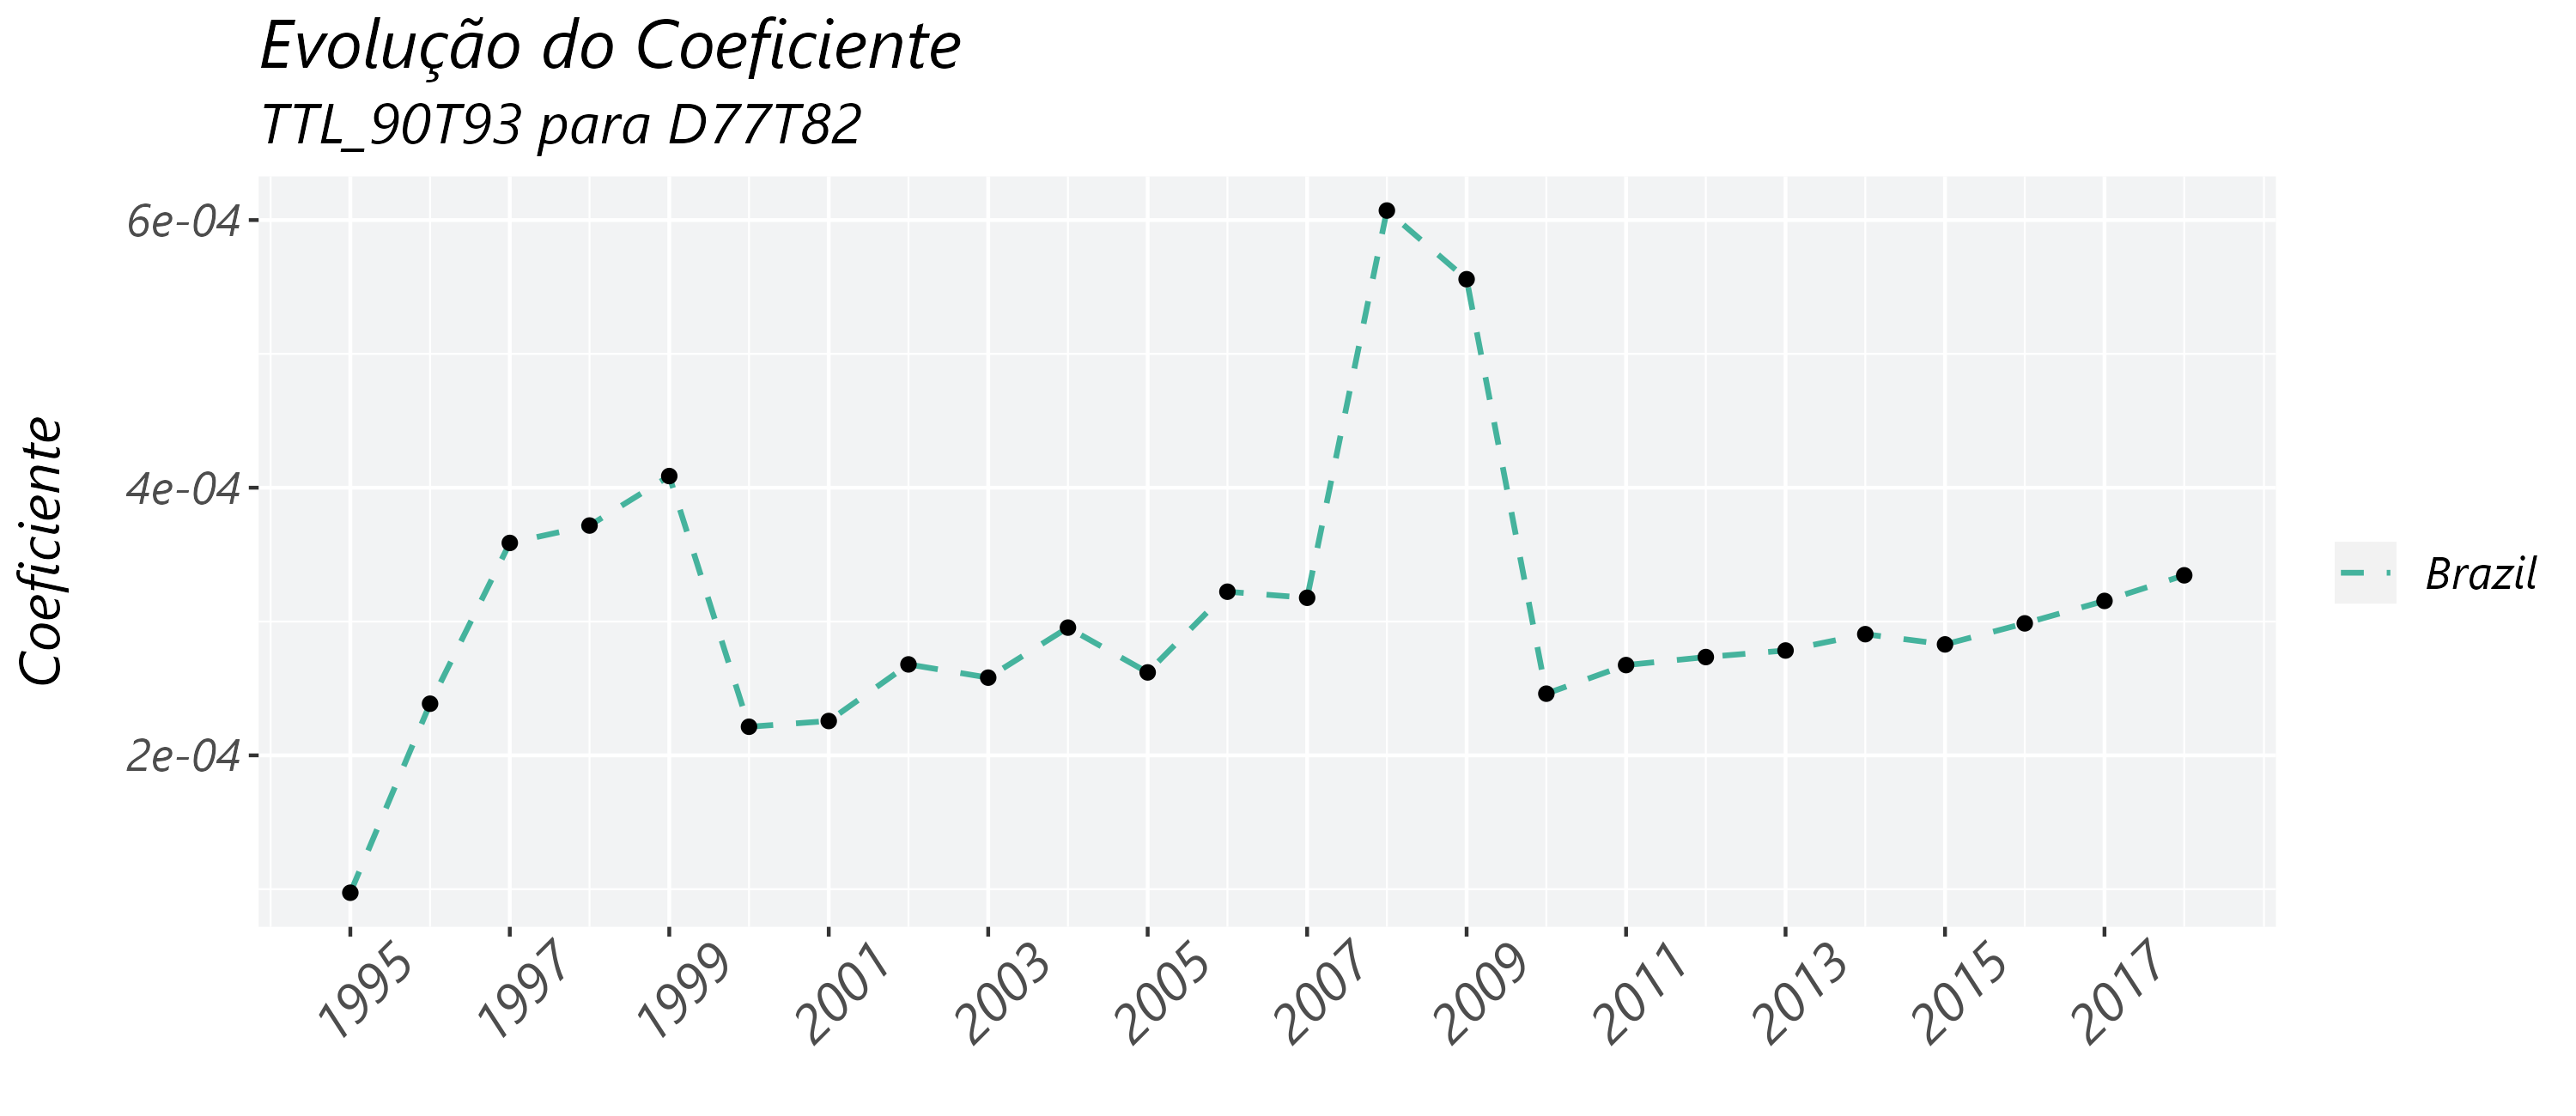 Evolução do Coeficiente
TTL_90T93 para D77T82
6e-04
4e-04
2e-04
Coeficiente
1995
1997
1999
2001
2003
2005
2007
2009
2011
2013
2015
2017
Brazil